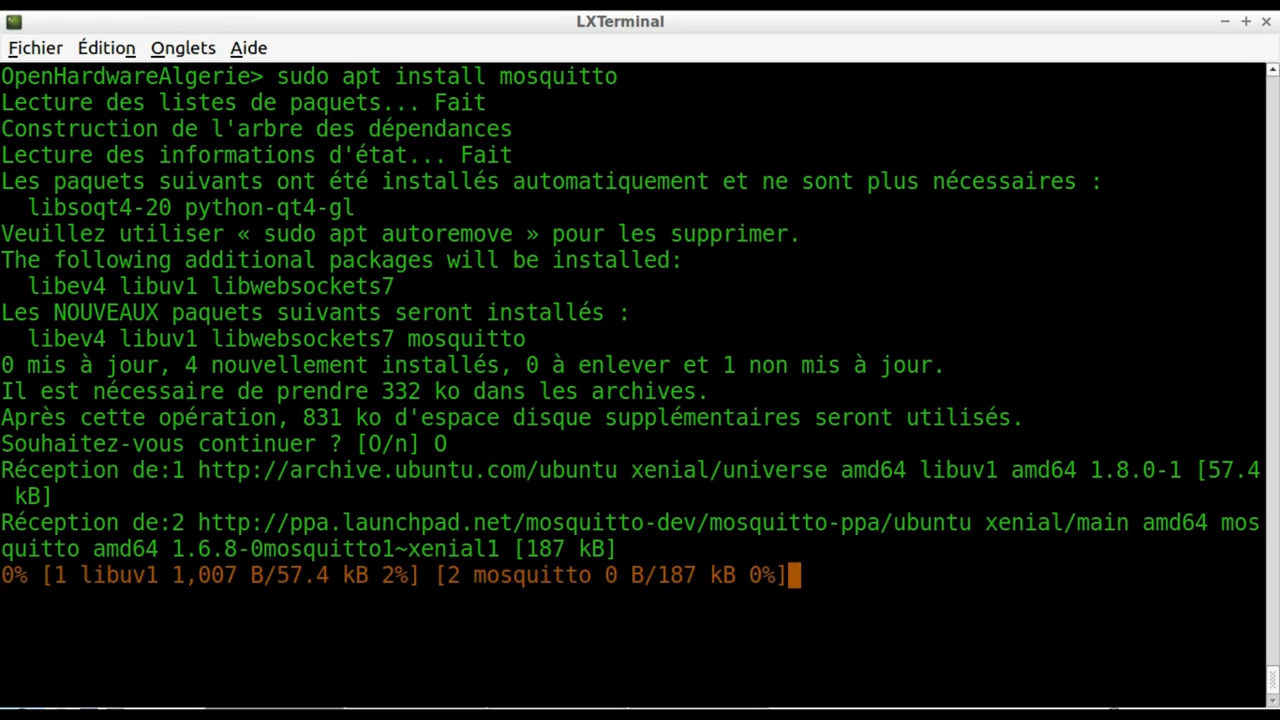 LXTerminal
Fichier Édition Onglets Aide
OpenHardwareAlgerie> sudo apt install mosquitto
Lecture des listes de paquets... Fait
Construction de l'arbre des dépendances
Lecture des informations d'état... Fait
Les paquets suivants ont été installés automatiquement et ne sont plus nécessaires :
  libsoqt4-20 python-qt4-gl
Veuillez utiliser « sudo apt autoremove » pour les supprimer.
The following additional packages will be installed:
  libev4 libuv1 libwebsockets7
Les NOUVEAUX paquets suivants seront installés :
  libev4 libuv1 libwebsockets7 mosquitto
0 mis à jour, 4 nouvellement installés, 0 à enlever et 1 non mis à jour.
Il est nécessaire de prendre 332 ko dans les archives.
Après cette opération, 831 ko d'espace disque supplémentaires seront utilisés.
Souhaitez-vous continuer ? [O/n] O
Réception de:1 http://archive.ubuntu.com/ubuntu xenial/universe amd64 libuv1 amd64 1.8.0-1 [57.4
 kB]
Réception de:2 http://ppa.launchpad.net/mosquitto-dev/mosquitto-ppa/ubuntu xenial/main amd64 mos
quitto amd64 1.6.8-0mosquitto1~xenial1 [187 kB]
0% [1 libuv1 1,007 B/57.4 kB 2%] [2 mosquitto 0 B/187 kB 0%]